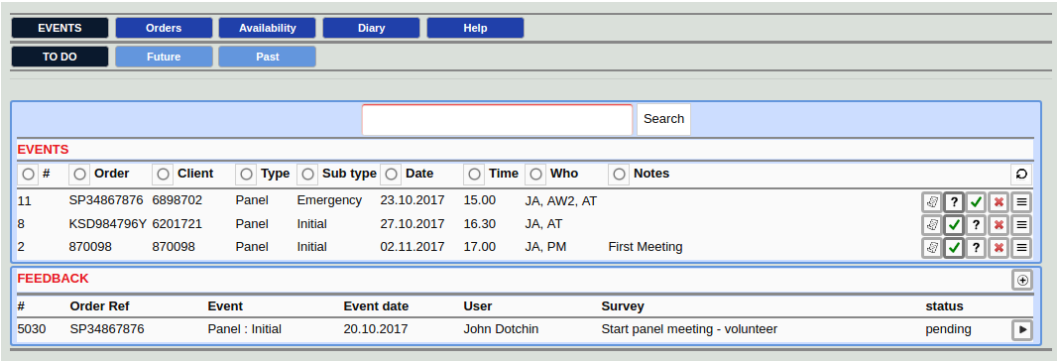 EVENTS Orders Availability Diary Help
TO DO Future Past
Search
EVENTS
# Order Client Type Sub type Date Time Who Notes
11 SP34867876 6898702 Panel Emergency 23.10.2017 15.00 JA, AW2, AT ?
8 KSD984796Y 6201721 Panel Initial 27.10.2017 16.30 JA, AT ?
2 870098 870098 Panel Initial 02.11.2017 17.00 JA, PM First Meeting ?
FEEDBACK
# Order Ref Event Event date User Survey status
5030 SP34867876 Panel : Initial 20.10.2017 John Dotchin Start panel meeting - volunteer pending